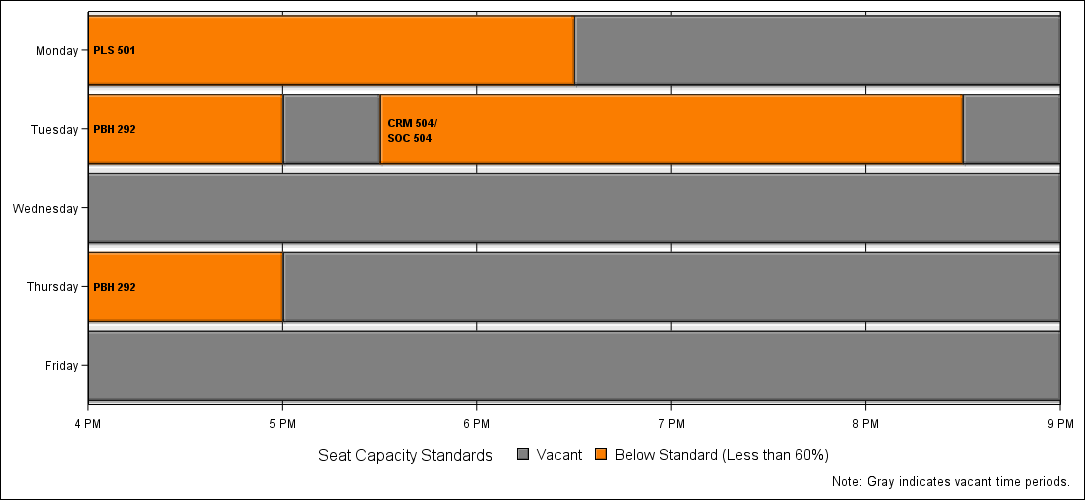 Monday
PLS 501
Tuesday
PBH 292
CRM 504/
SOC 504
Wednesday
Thursday
PBH 292
Friday
4 PM 5 PM 6 PM 7 PM 8 PM 9 PM
Seat Capacity Standards Vacant Below Standard (Less than 60%)
Note: Gray indicates vacant time periods.